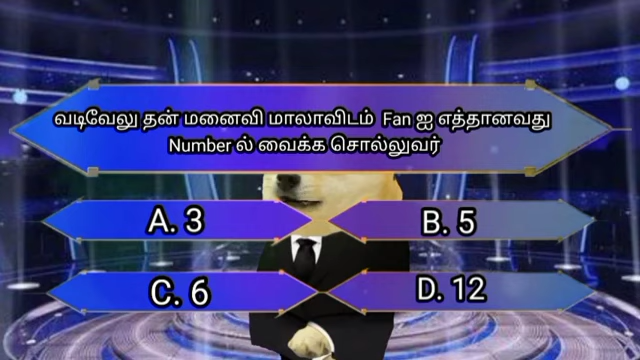 வடிவேலு தன் மனைவி மாலாவிடம் Fan ஐ எத்தானவது
Number ல் வைக்க சொல்லுவர்
A. 3
B. 5
C. 6
D. 12